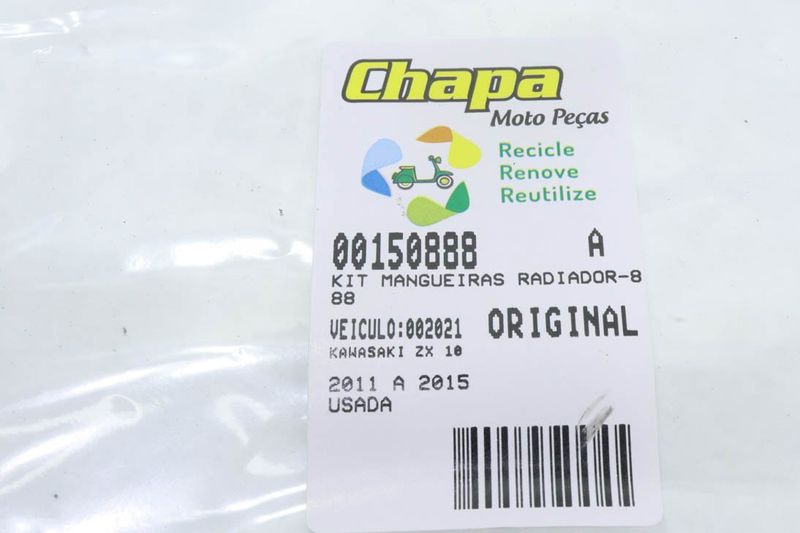 Chapa
Moto Peças
Recicle
Renove
Reutilize
00150888 A
KIT MANGUEIRAS RADIADOR-8
88
VEICULO:002021 ORIGINAL
KAWASAKI ZX 10
2011 A 2015
USADA